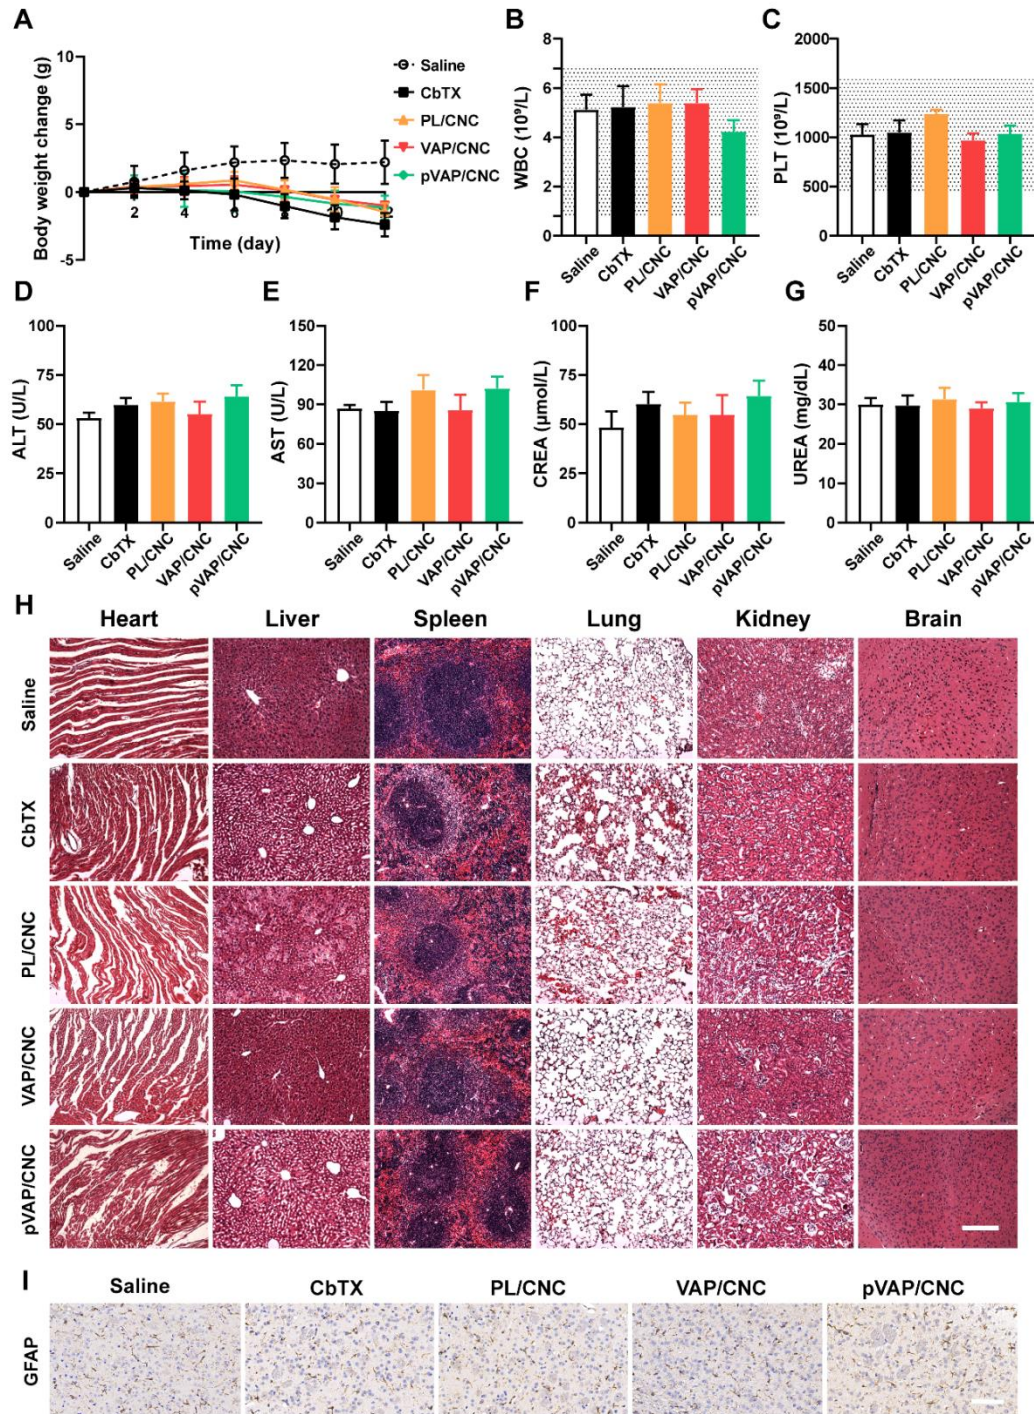 A
Body weight change (g)
10
5
0
-5
2
4
6
8
10
12
Time (day)
Saline
CbTX
PL/CNC
VAP/CNC
pVAP/CNC
B
WBC (10⁹/L)
8
6
4
2
0
Saline
CbTX
PL/CNC
VAP/CNC
pVAP/CNC
C
PLT (10⁹/L)
2000
1500
1000
500
0
Saline
CbTX
PL/CNC
VAP/CNC
pVAP/CNC
D
ALT (U/L)
100
75
50
25
0
Saline
CbTX
PL/CNC
VAP/CNC
pVAP/CNC
E
AST (U/L)
150
120
90
60
30
0
Saline
CbTX
PL/CNC
VAP/CNC
pVAP/CNC
F
CREA (μmol/L)
100
75
50
25
0
Saline
CbTX
PL/CNC
VAP/CNC
pVAP/CNC
G
UREA (mg/dL)
50
40
30
20
10
0
Saline
CbTX
PL/CNC
VAP/CNC
pVAP/CNC
H
Heart Liver Spleen Lung Kidney Brain
Saline
CbTX
PL/CNC
VAP/CNC
pVAP/CNC
I
Saline CbTX PL/CNC VAP/CNC pVAP/CNC
GFAP